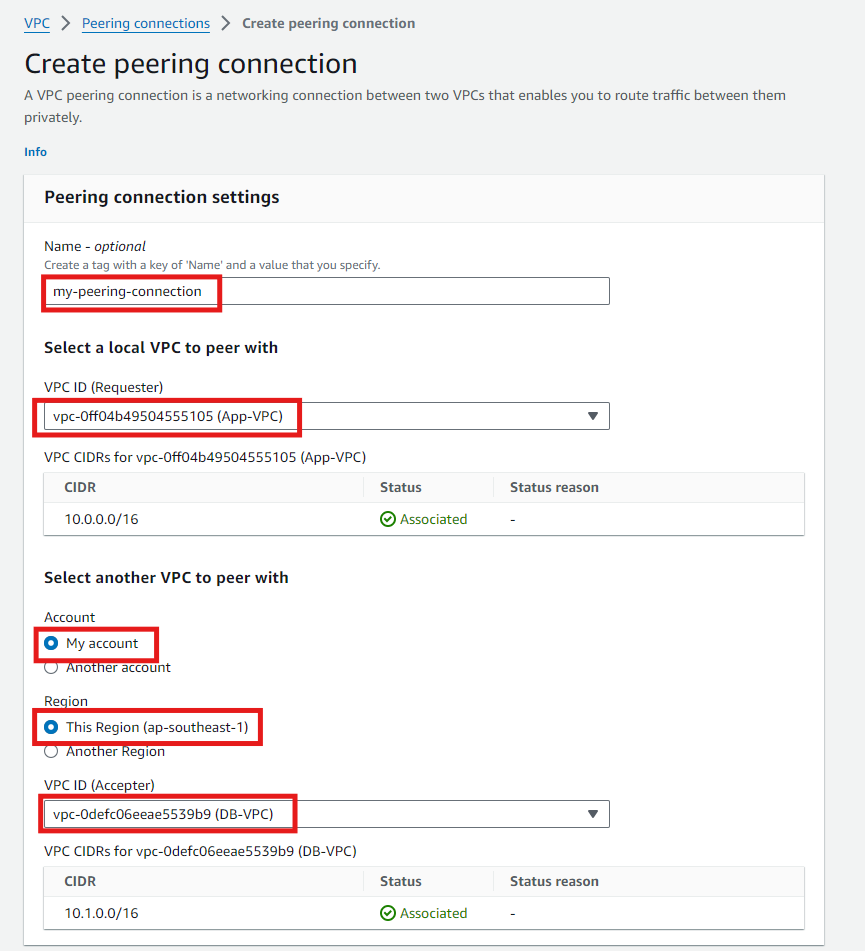 VPC > Peering connections > Create peering connection
Create peering connection
A VPC peering connection is a networking connection between two VPCs that enables you to route traffic between them
privately.
Info
Peering connection settings
Name - optional
Create a tag with a key of 'Name' and a value that you specify.
my-peering-connection
Select a local VPC to peer with
VPC ID (Requester)
vpc-0ff04b49504555105 (App-VPC)
VPC CIDRs for vpc-0ff04b49504555105 (App-VPC)
CIDR Status Status reason
10.0.0.0/16 Associated -
Select another VPC to peer with
Account
My account
Another account
Region
This Region (ap-southeast-1)
Another Region
VPC ID (Accepter)
vpc-0defc06eeae5539b9 (DB-VPC)
VPC CIDRs for vpc-0defc06eeae5539b9 (DB-VPC)
CIDR Status Status reason
10.1.0.0/16 Associated -